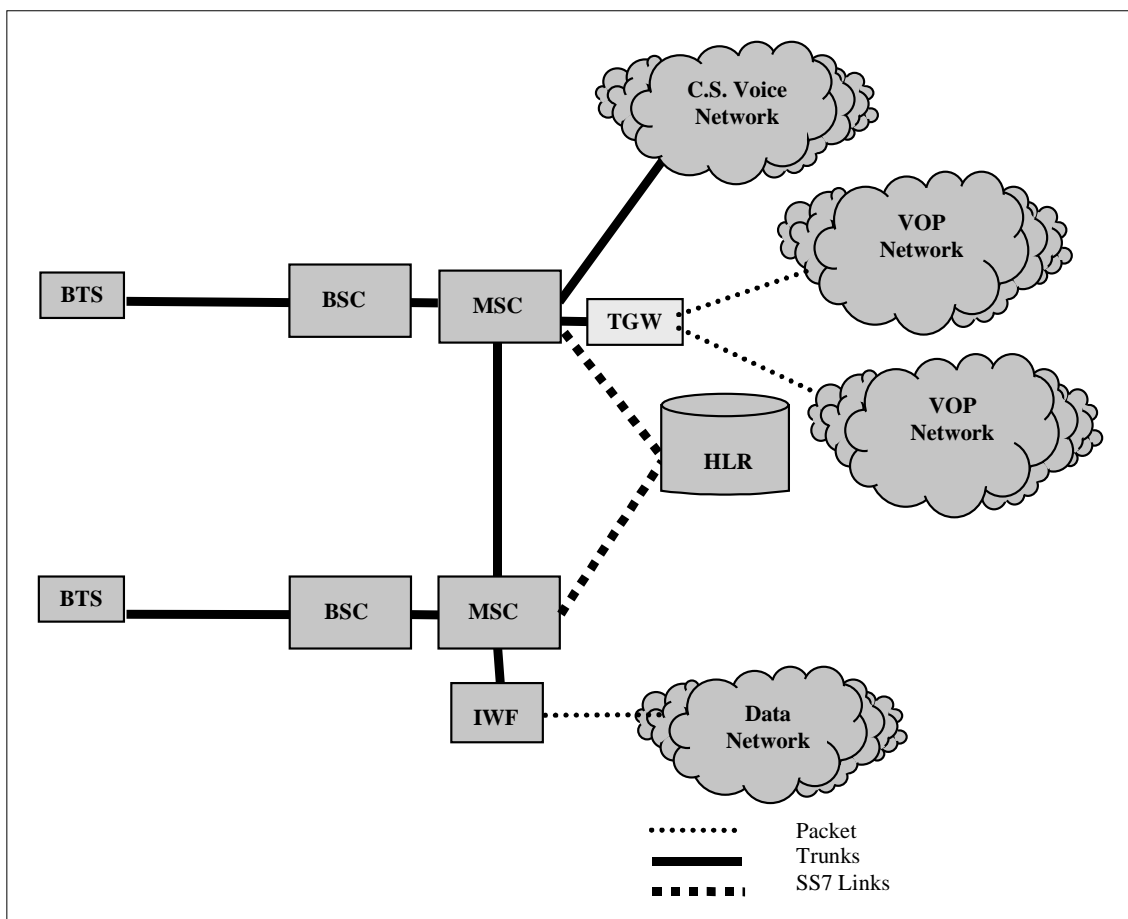 C.S. Voice
Network
VOP
Network
BTS
BSC
MSC
TGW
VOP
Network
HLR
BTS
BSC
MSC
IWF
Data
Network
Packet
Trunks
SS7 Links